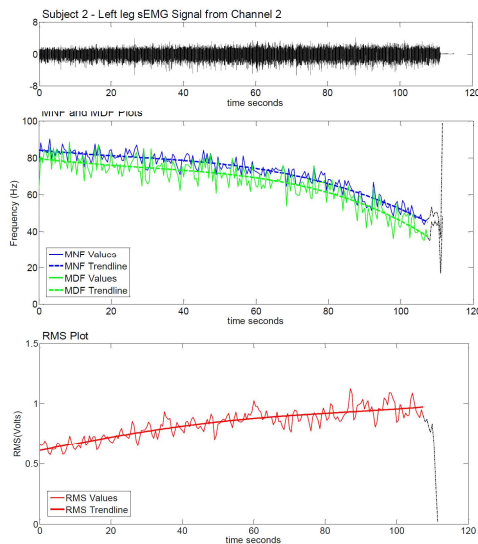 Subject 2 - Left leg sEMG Signal from Channel 2
8
0
-8
0 20 40 60 80 100 120
time seconds
MNF and MDF Plots
100
80
60
40
20
0
Frequency (Hz)
MNF Values
MNF Trendline
MDF Values
MDF Trendline
0 20 40 60 80 100 120
time seconds
RMS Plot
1.5
1
0.5
0
RMS(Volts)
RMS Values
RMS Trendline
0 20 40 60 80 100 120
time seconds